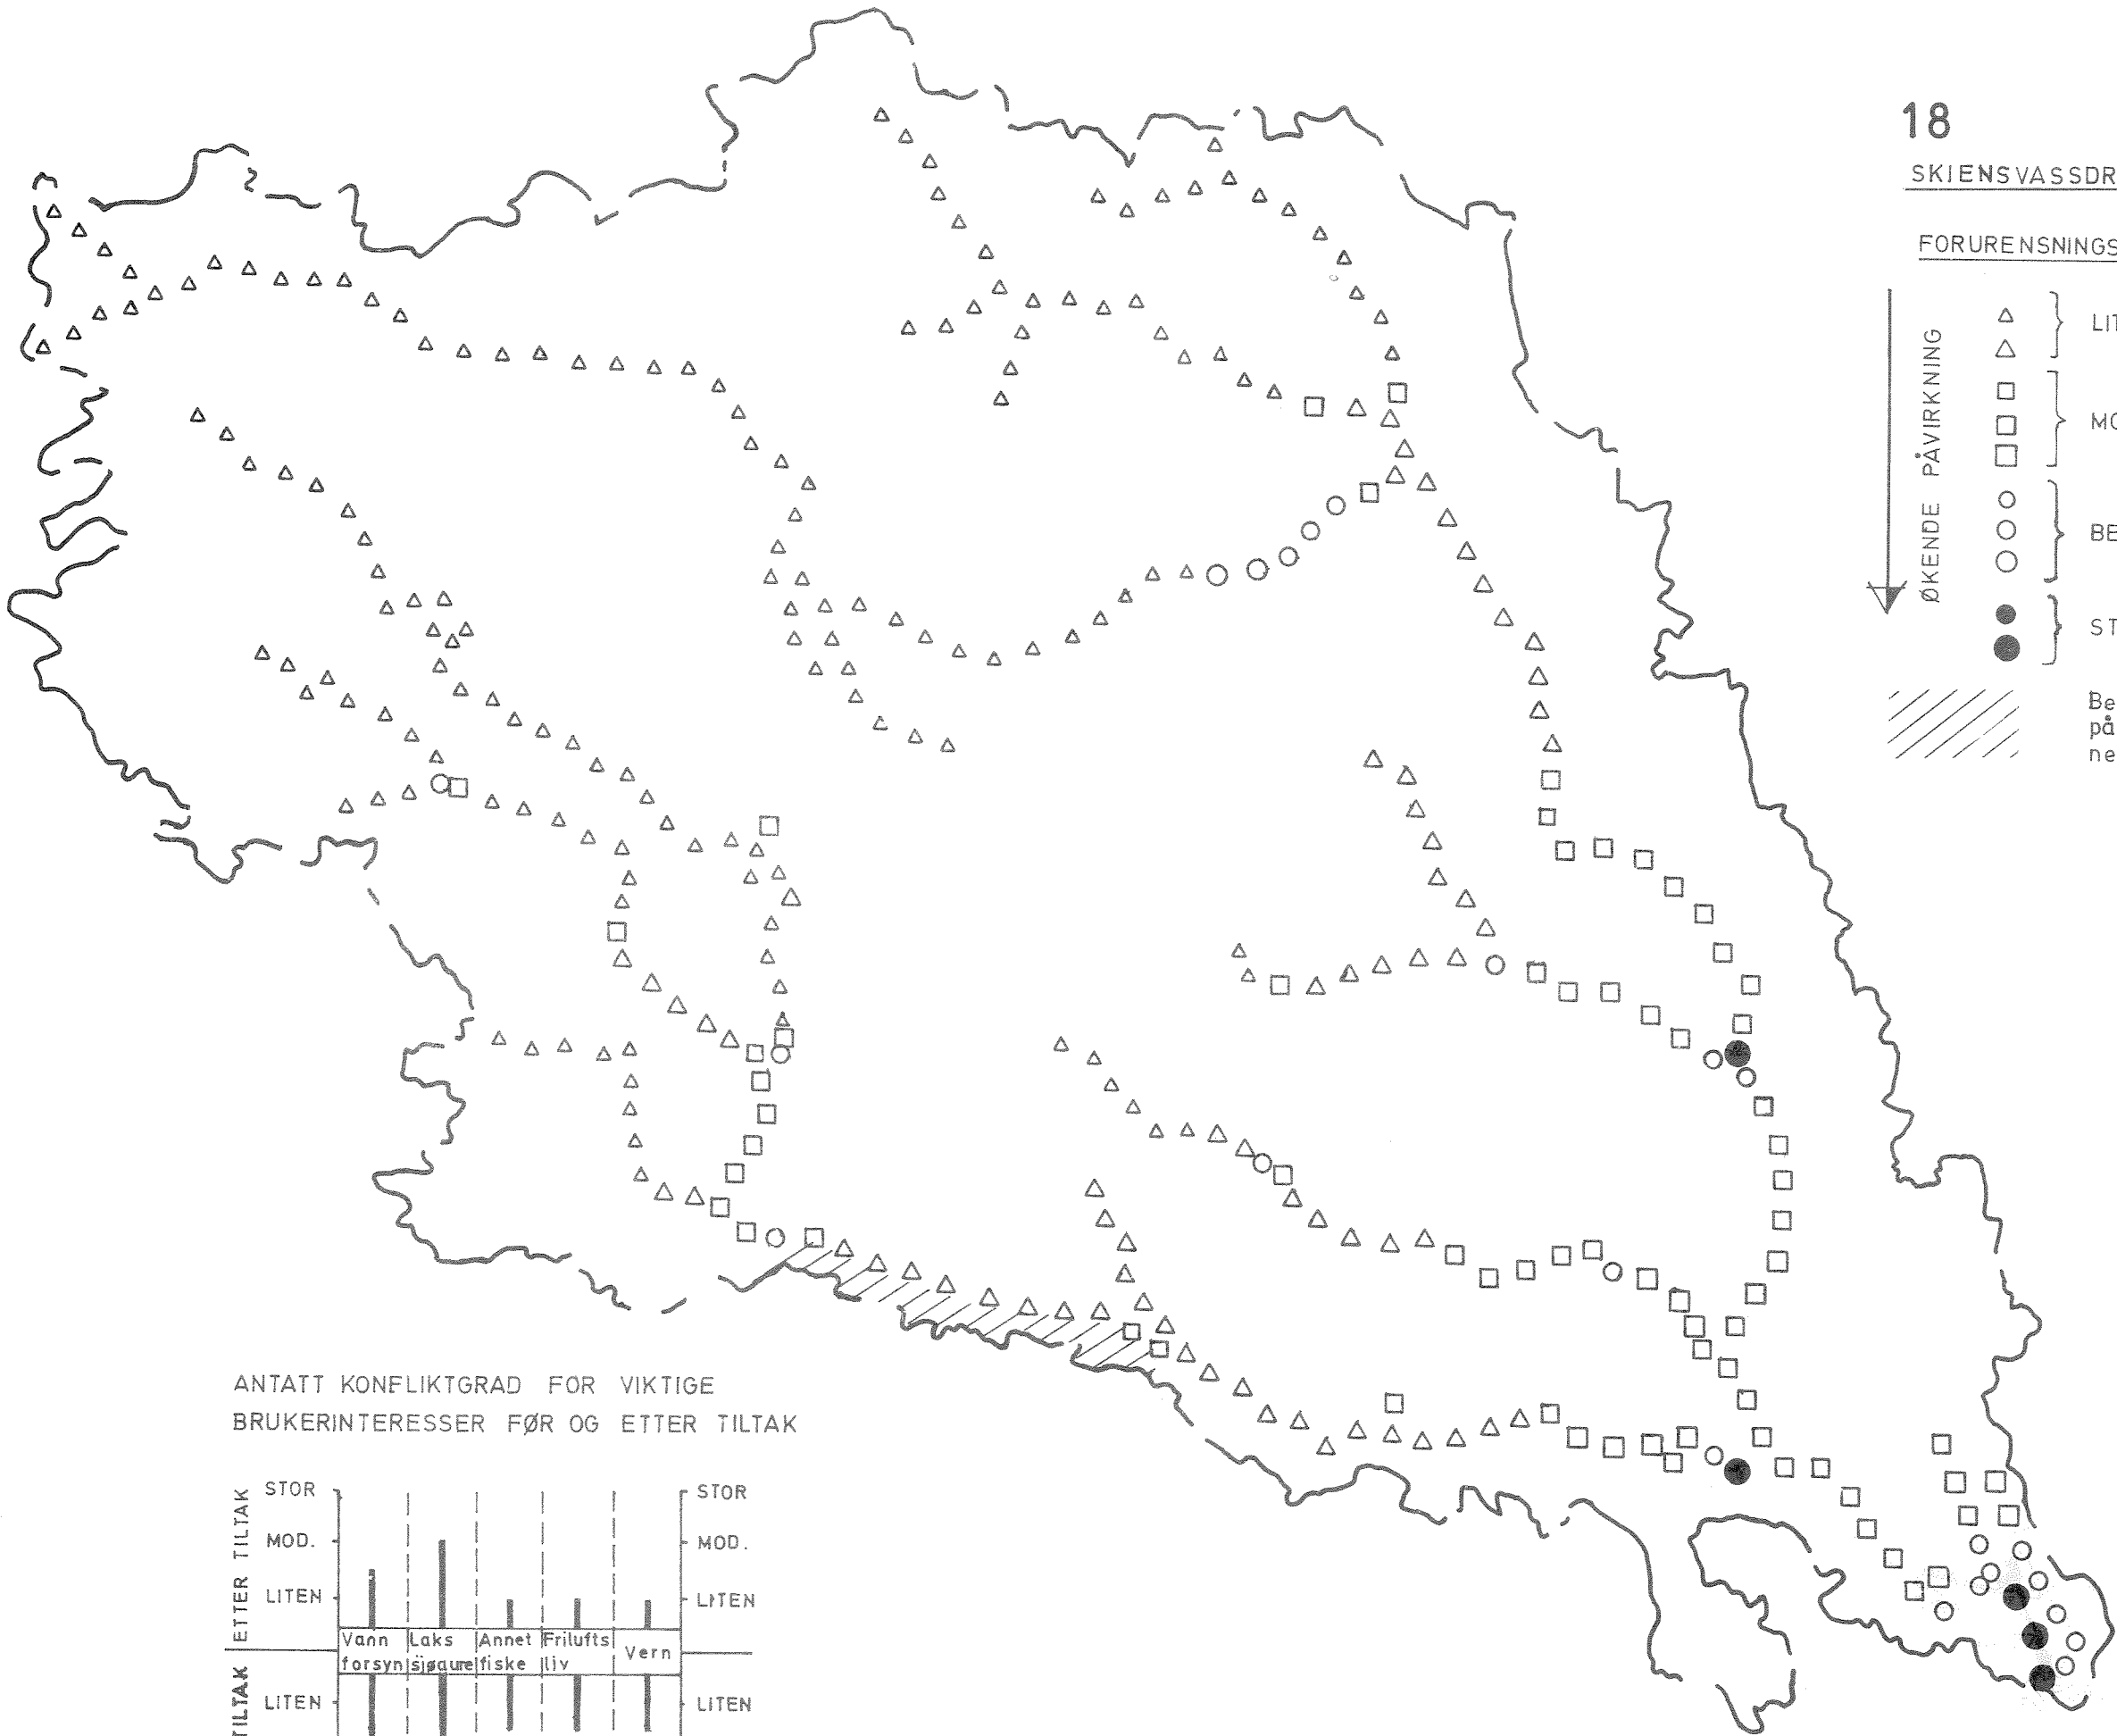 18
SKIENSVASSDR
FORURENSNINGS
ØKENDE PÅVIRKNING
LIT
MO
BE
ST
Be
på
ne
ANTATT KONFLIKTGRAD FOR VIKTIGE
BRUKERINTERESSER FØR OG ETTER TILTAK
ETTER TILTAK
STOR
STOR
MOD.
MOD.
LITEN
LITEN
Vann
forsyn
Laks
sjøaure
Annet
fiske
Frilufts
liv
Vern
TILTAK
LITEN
LITEN